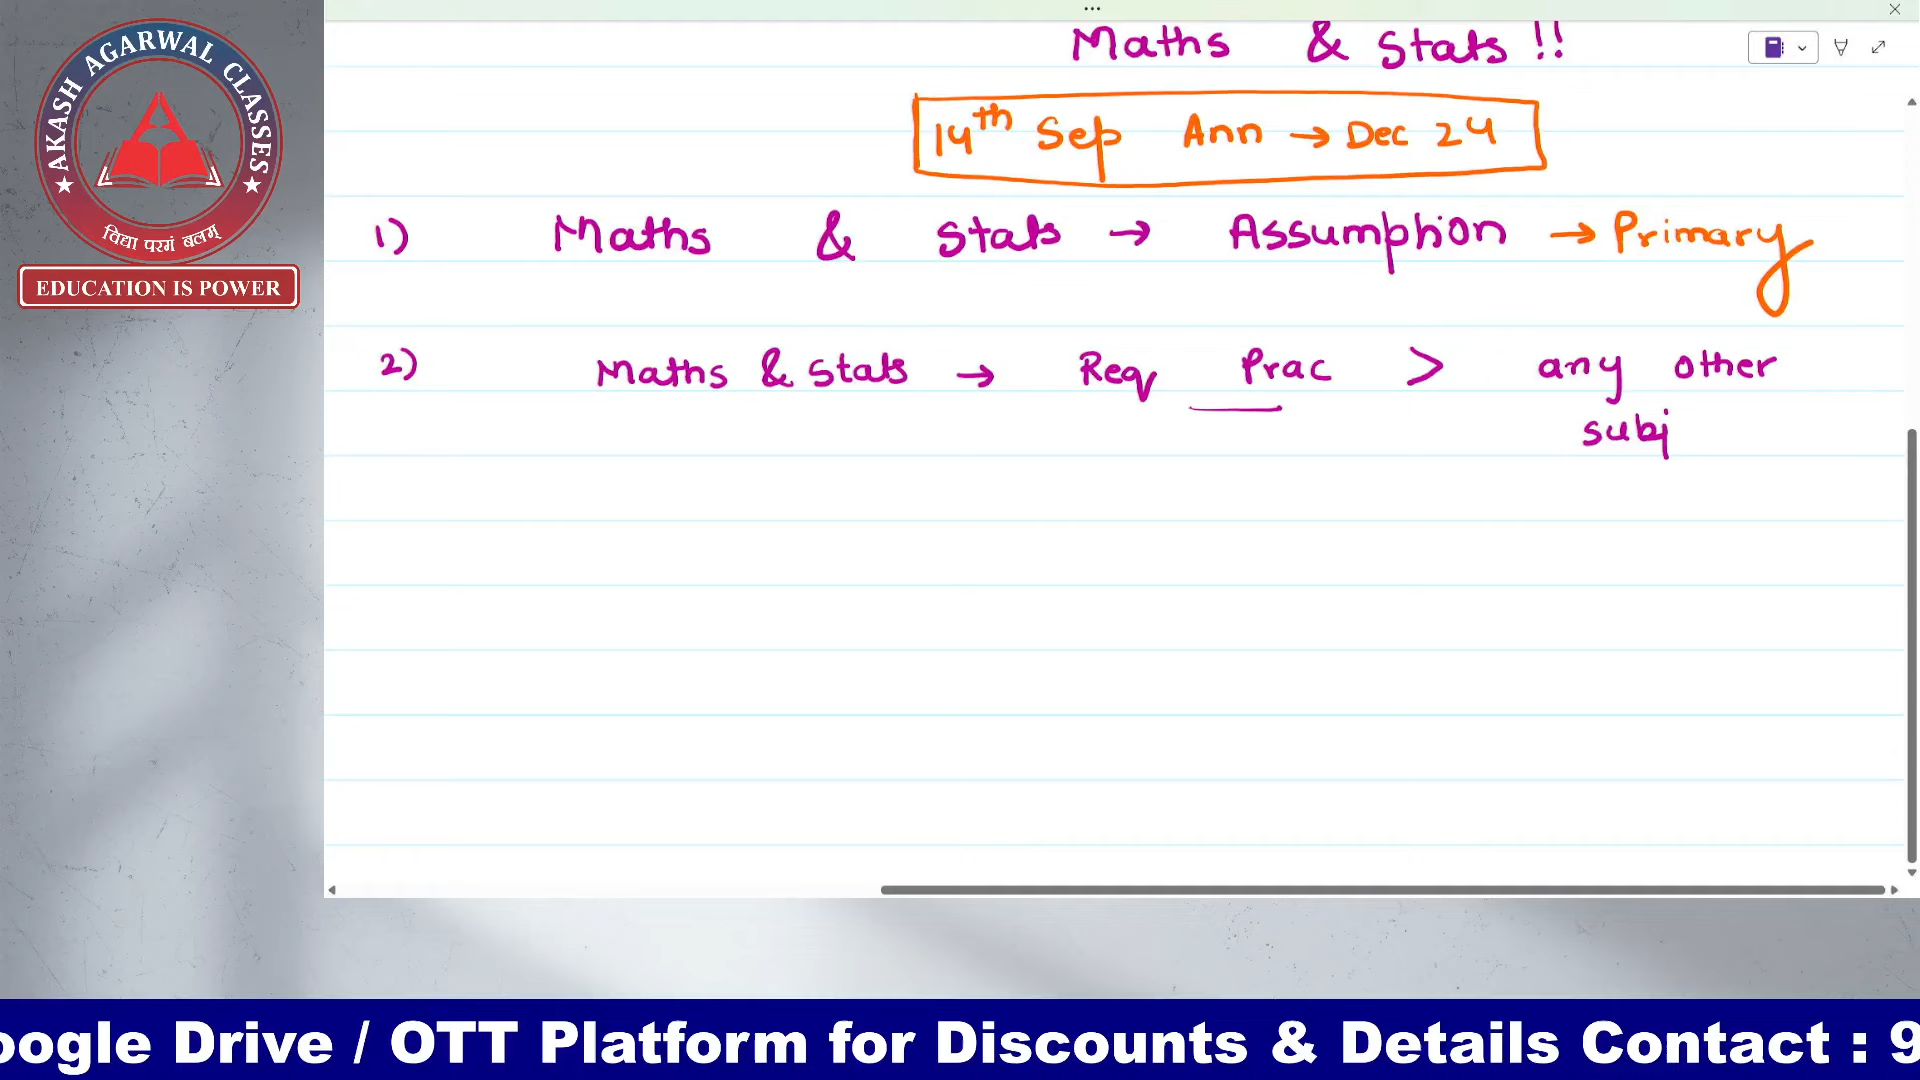 AKASH AGARWAL CLASSES
विद्या परमं बलम्
EDUCATION IS POWER
Maths & Stats !!
14th Sep Ann → Dec 24
1) Maths & Stats → Assumption → Primary
2) Maths & Stats → Req Prac > any other
subj
oogle Drive / OTT Platform for Discounts & Details Contact : 9